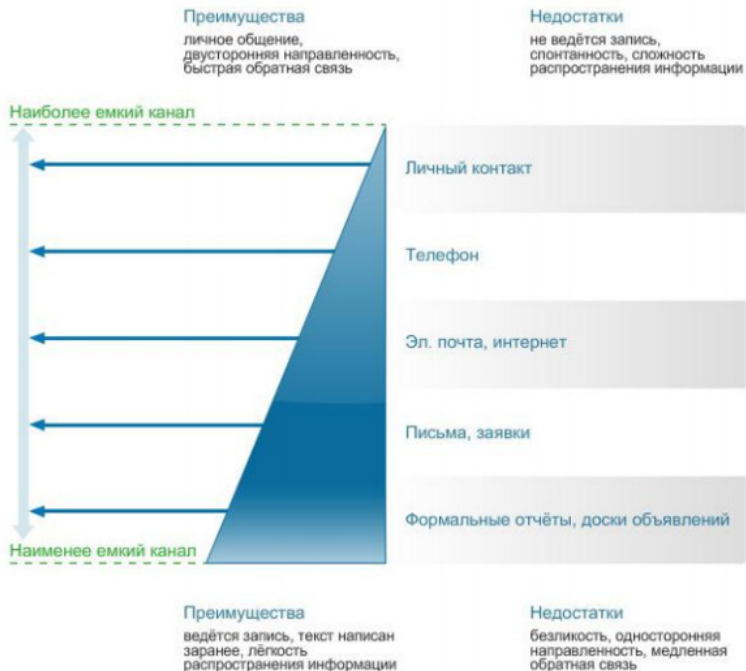 Преимущества
личное общение,
двусторонняя направленность,
быстрая обратная связь
Недостатки
не ведётся запись,
спонтанность, сложность
распространения информации
Наиболее емкий канал
Личный контакт
Телефон
Эл. почта, интернет
Письма, заявки
Формальные отчёты, доски объявлений
Наименее емкий канал
Преимущества
ведётся запись, текст написан
заранее, лёгкость
распространения информации
Недостатки
безликость, односторонняя
направленность, медленная
обратная связь